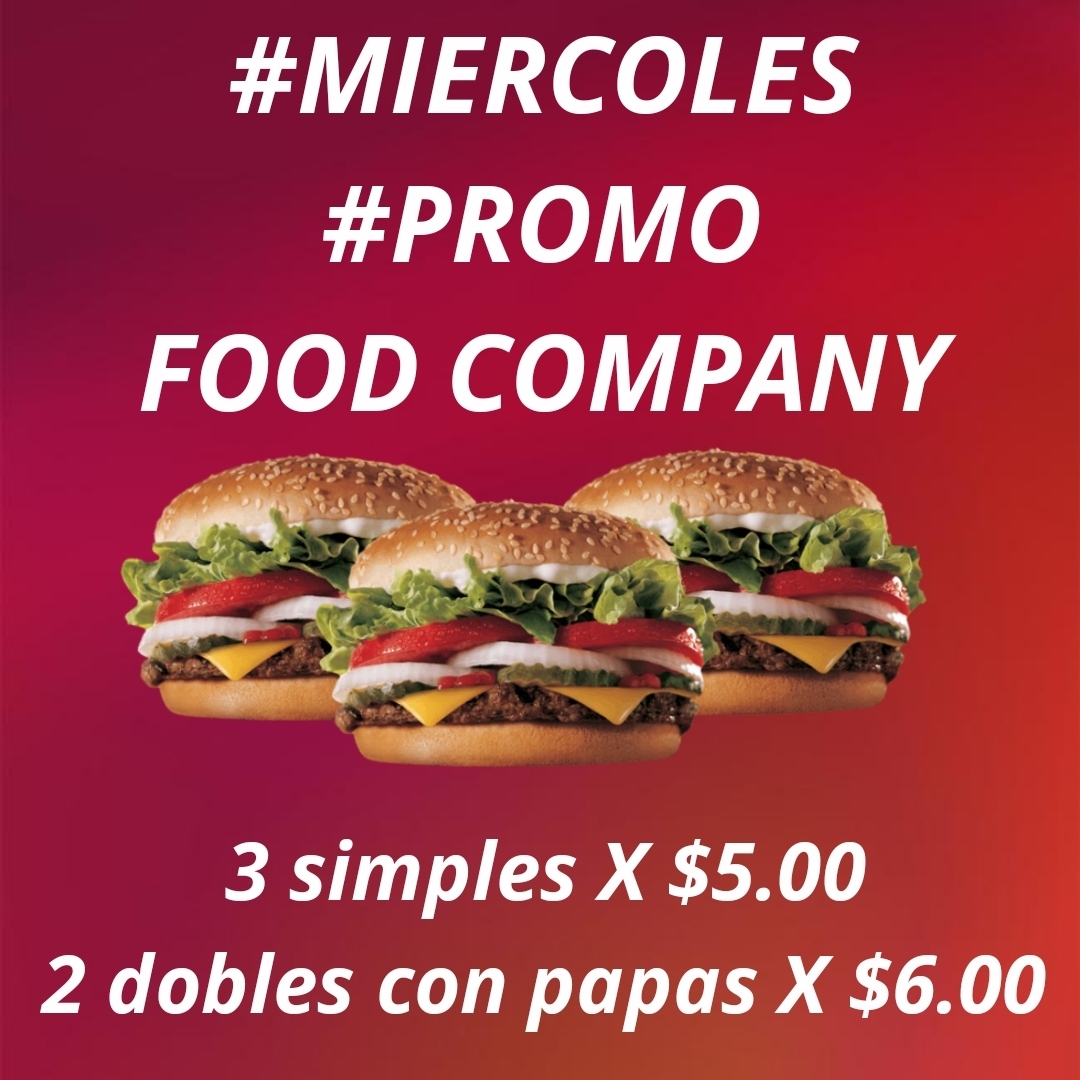 #MIERCOLES
#PROMO
FOOD COMPANY
3 simples X $5.00
2 dobles con papas X $6.00